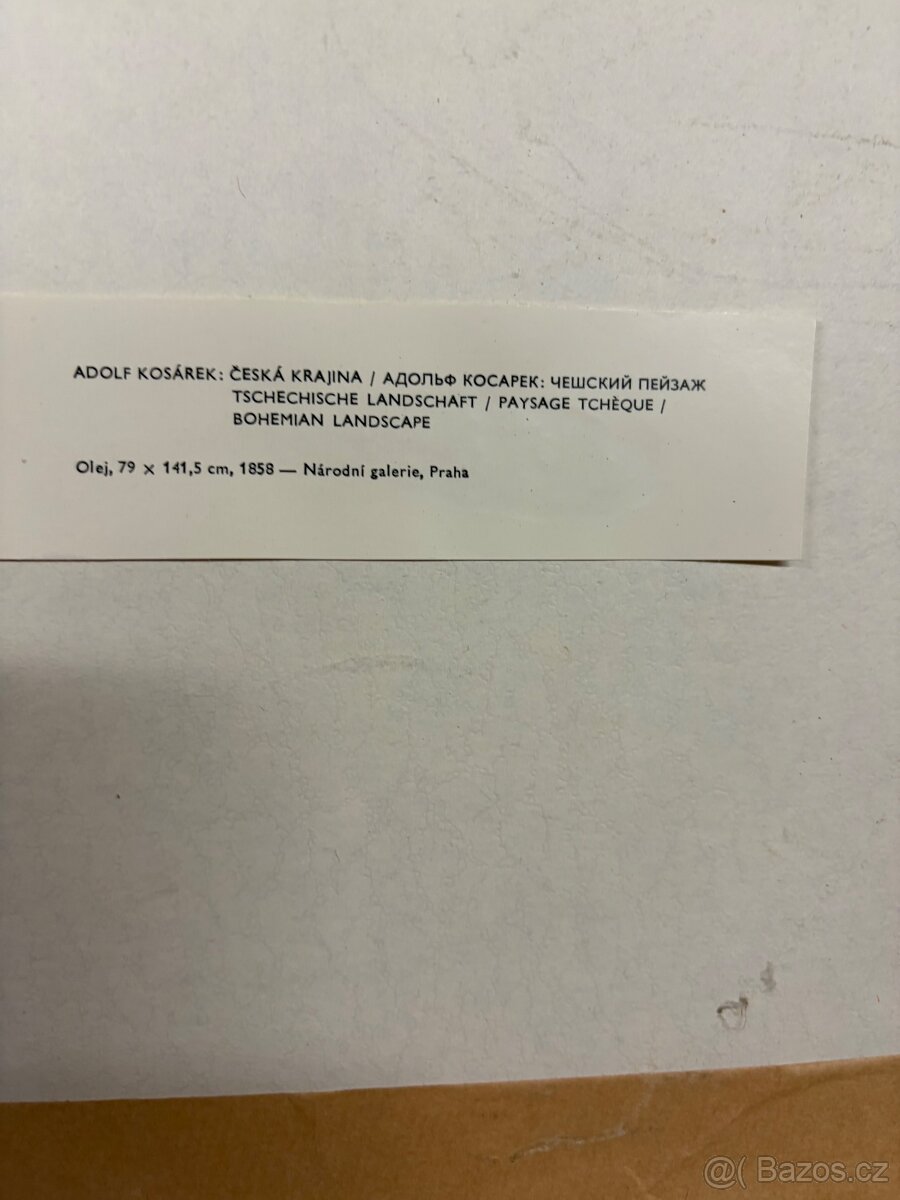 ADOLF KOSÁREK: ČESKÁ KRAJINA / АДОЛЬФ КОСАРЕК: ЧЕШСКИЙ ПЕЙЗАЖ
TSCHECHISCHE LANDSCHAFT / PAYSAGE TCHÈQUE /
BOHEMIAN LANDSCAPE
Olej, 79 × 141,5 cm, 1858 — Národní galerie, Praha
@( Bazos.cz